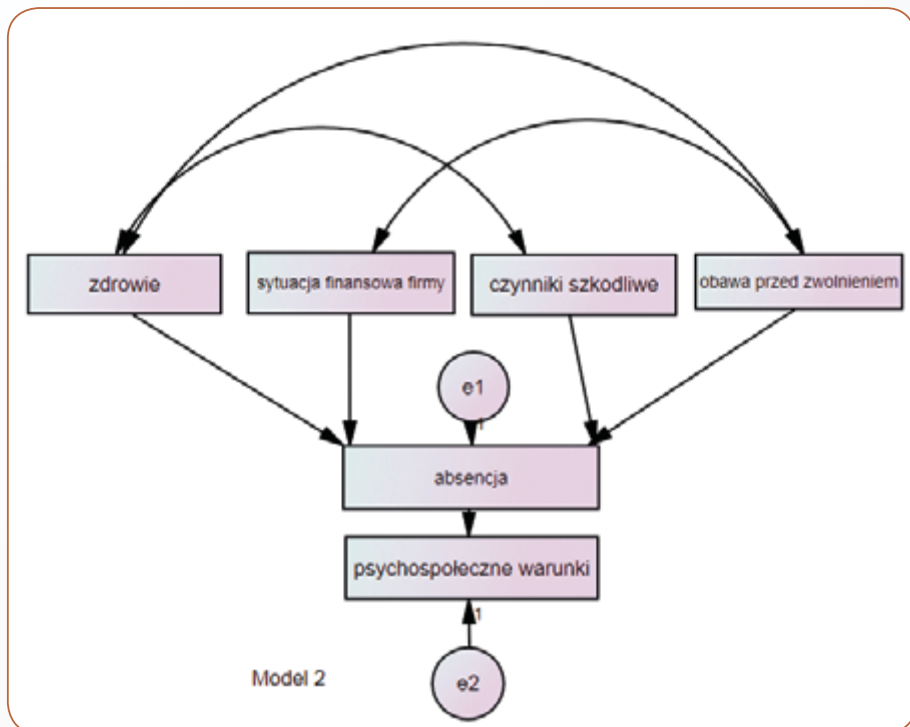 zdrowie
sytuacja finansowa firmy
czynniki szkodliwe
obawa przed zwolnieniem
e1
1
absencja
psychospołeczne warunki
1
Model 2
e2